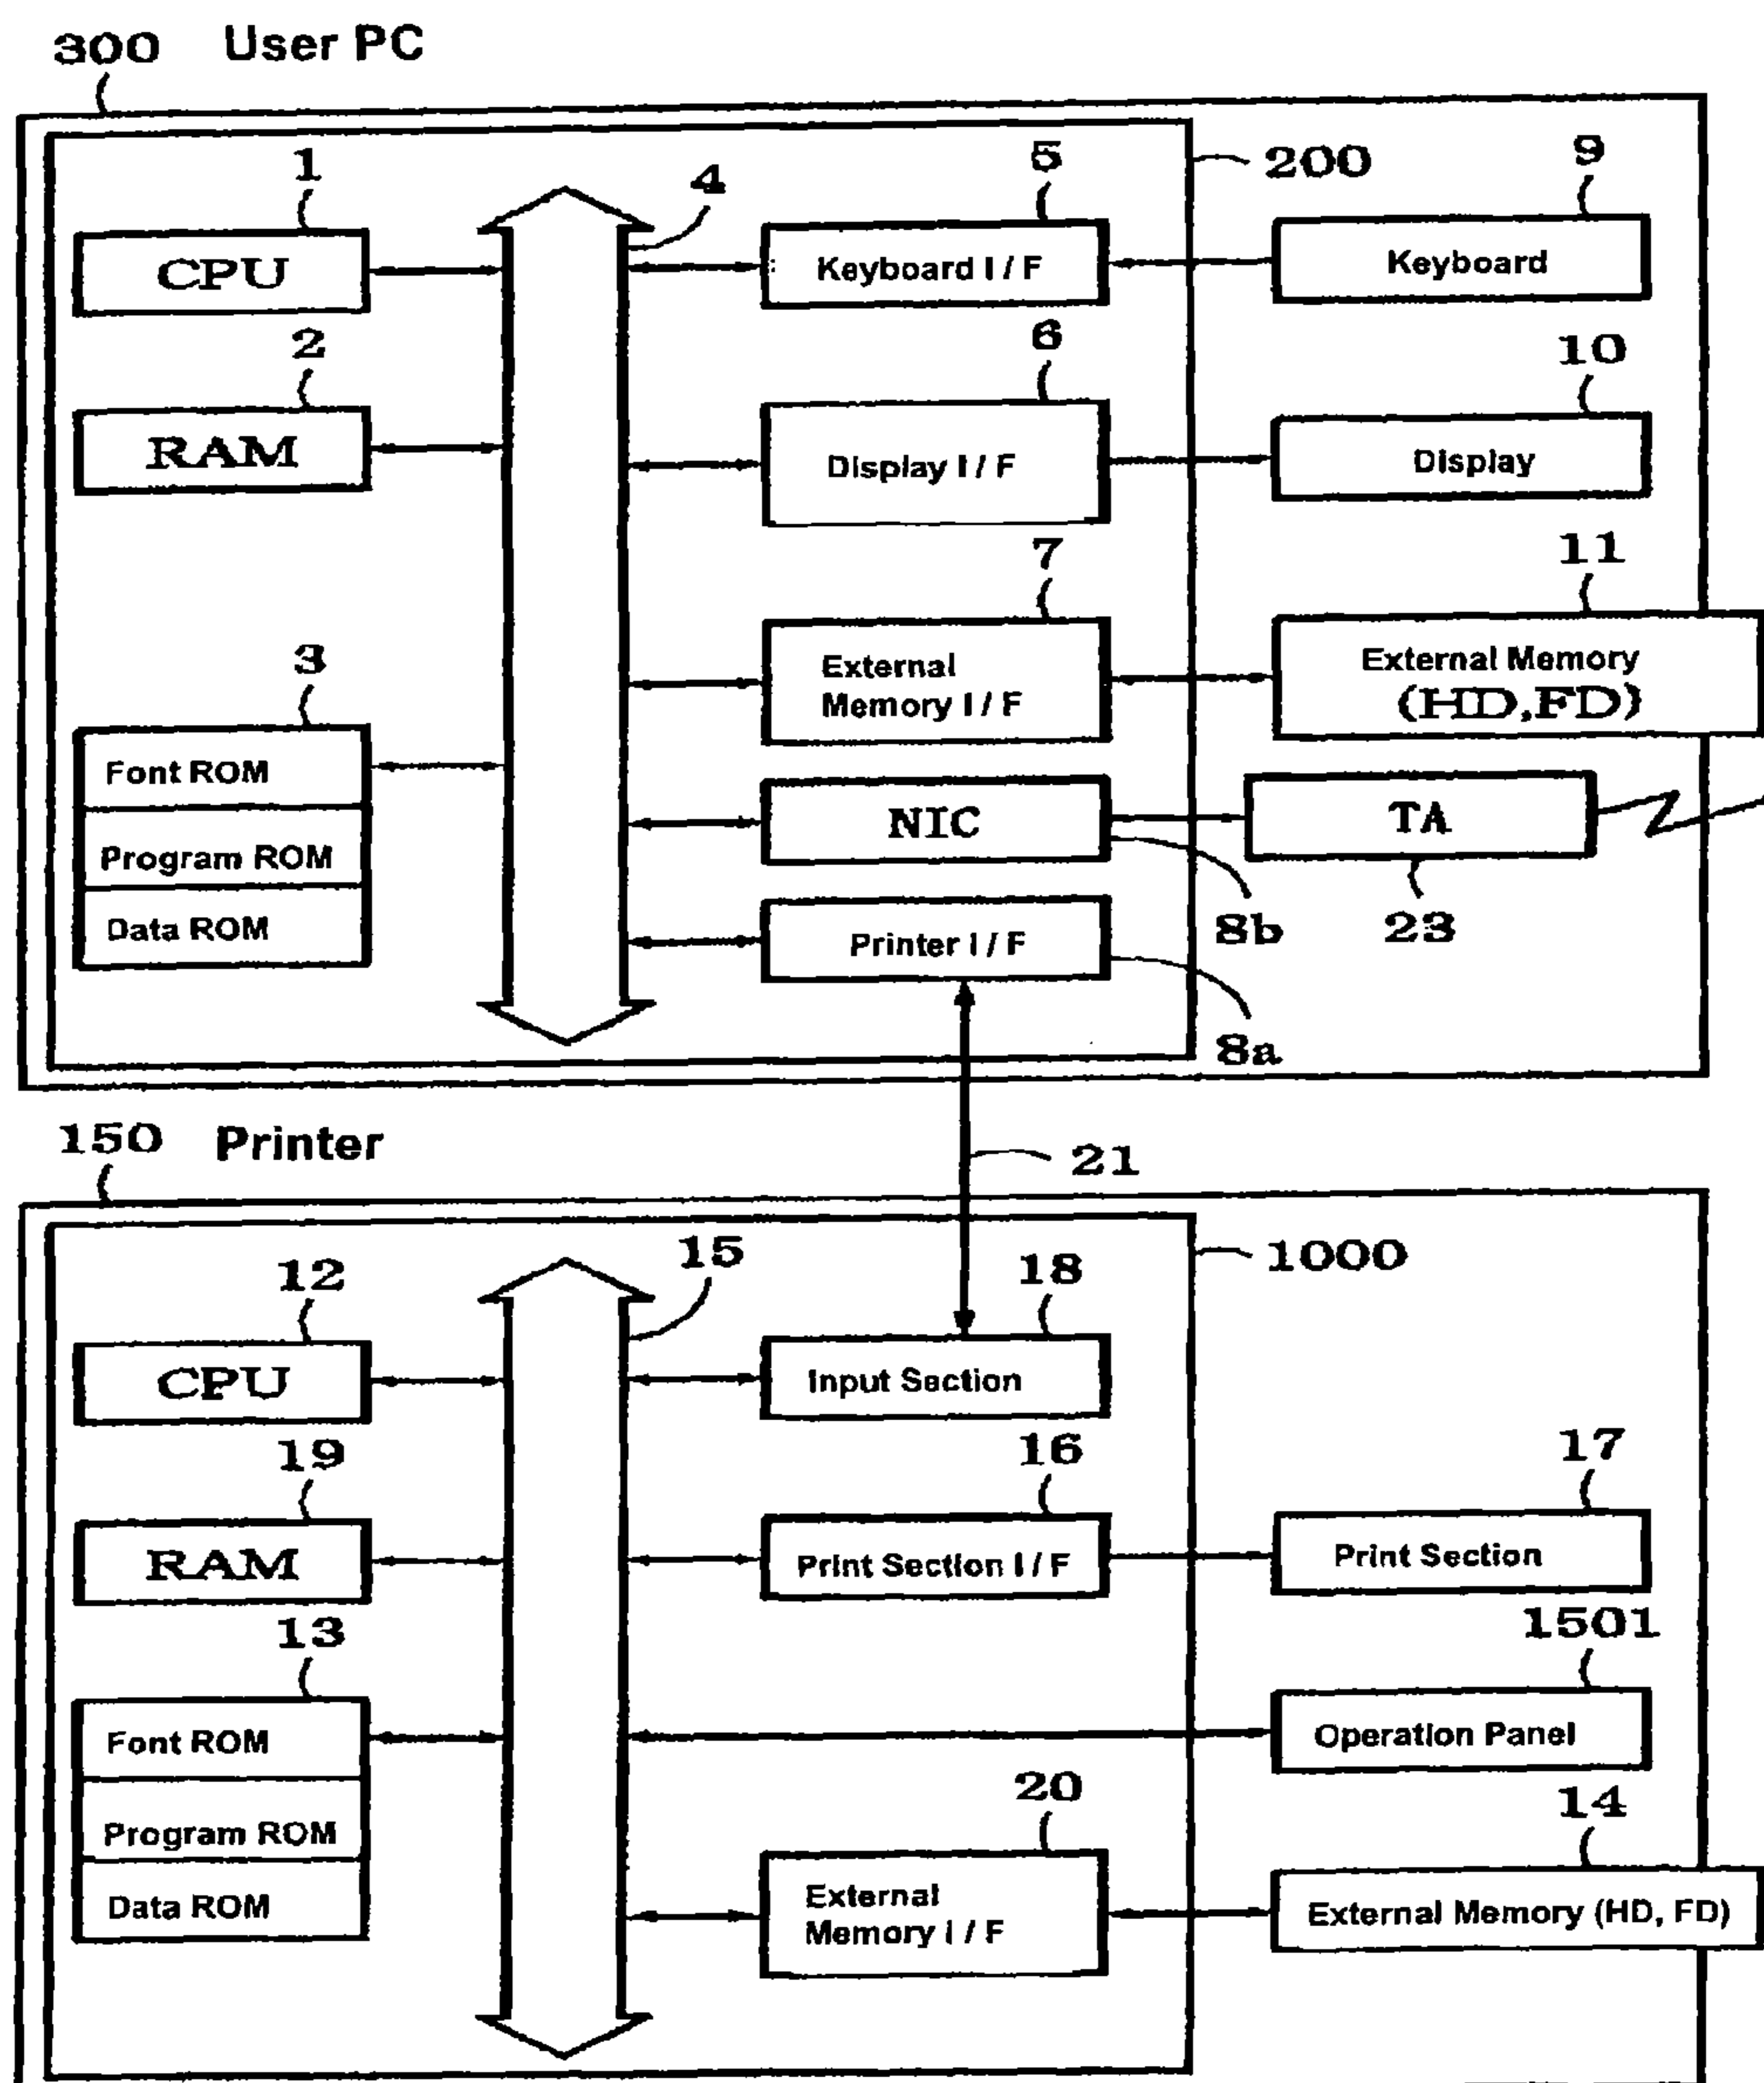 300 User PC
200
1
CPU
4
5
Keyboard I / F
9
Keyboard
2
RAM
6
Display I / F
10
Display
7
External
Memory I / F
11
External Memory
(HD,FD)
3
Font ROM
Program ROM
Data ROM
NIC
8b
TA
23
Printer I / F
8a
21
150 Printer
1000
12
CPU
15
18
Input Section
19
RAM
16
Print Section I / F
17
Print Section
13
Font ROM
Program ROM
Data ROM
1501
Operation Panel
20
External
Memory I / F
14
External Memory (HD, FD)